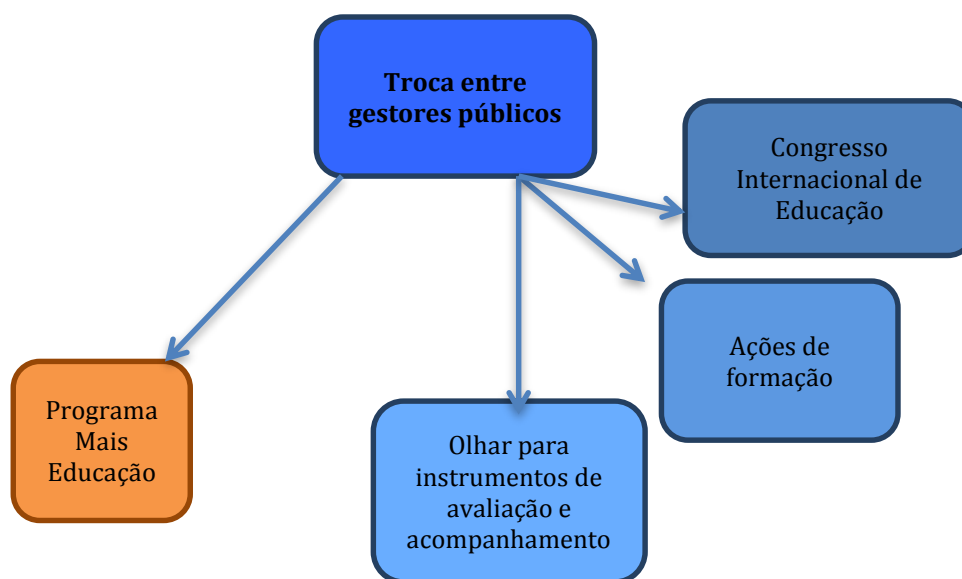 Troca entre
gestores públicos
Congresso
Internacional de
Educação
Ações de
formação
Programa
Mais
Educação
Olhar para
instrumentos de
avaliação e
acompanhamento